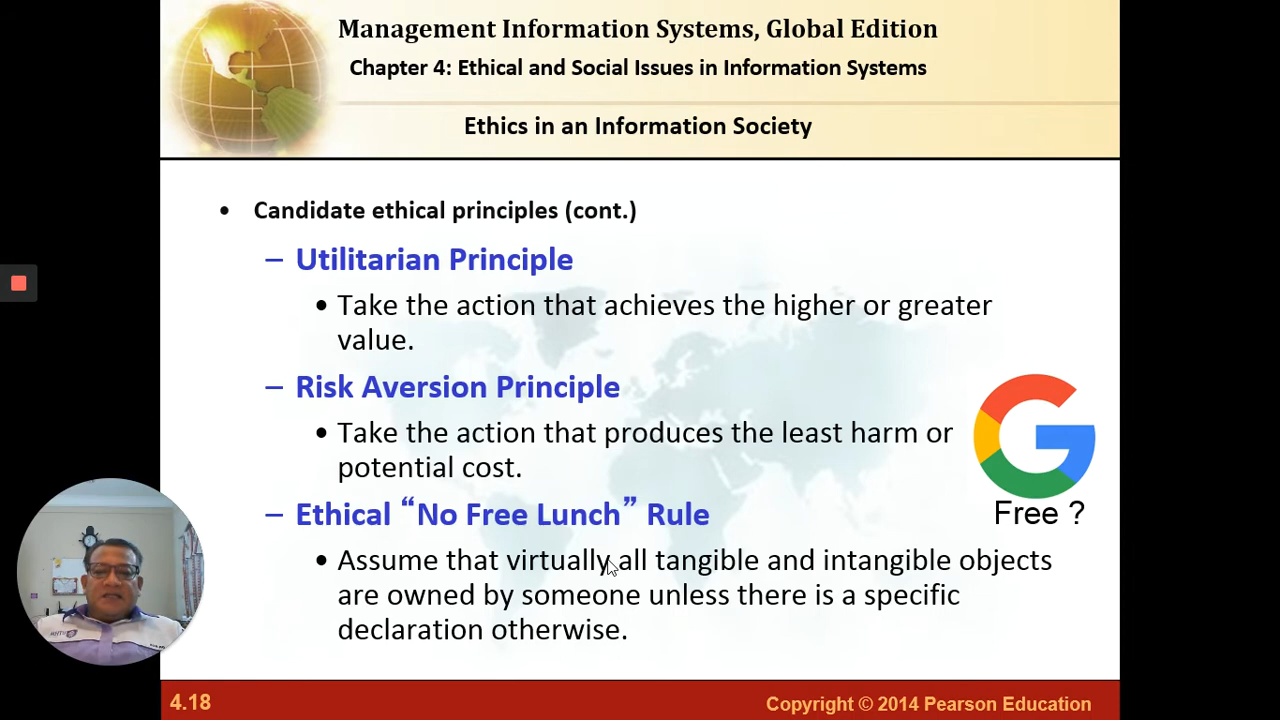 Management Information Systems, Global Edition
Chapter 4: Ethical and Social Issues in Information Systems
Ethics in an Information Society
• Candidate ethical principles (cont.)
– Utilitarian Principle
• Take the action that achieves the higher or greater
value.
– Risk Aversion Principle
• Take the action that produces the least harm or
potential cost.
Free ?
– Ethical “No Free Lunch” Rule
• Assume that virtually all tangible and intangible objects
are owned by someone unless there is a specific
declaration otherwise.
4.18
Copyright © 2014 Pearson Education